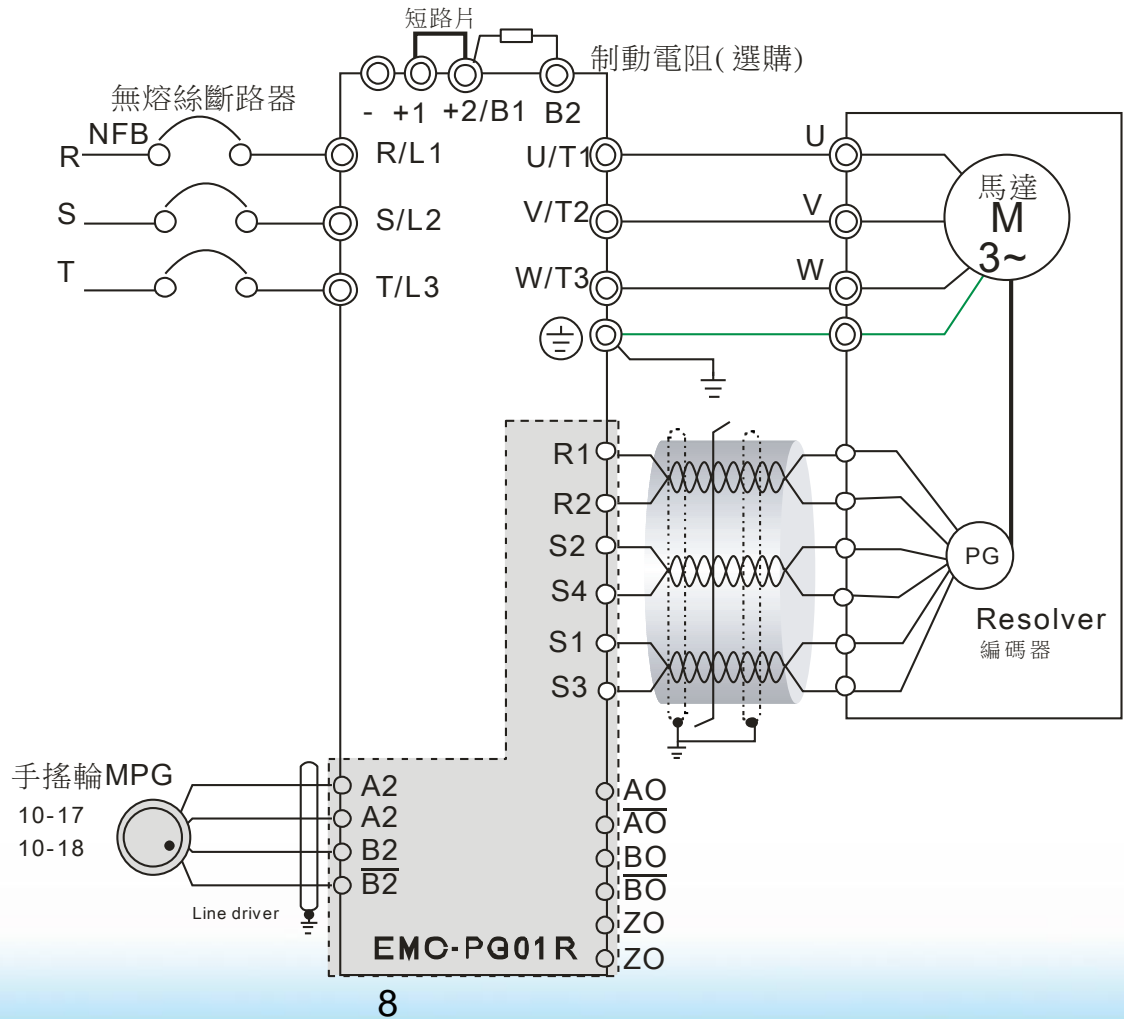 短路片
制動電阻(選購)
- +1 +2/B1 B2
無熔絲斷路器
NFB
R
R/L1
U/T1
U
S
S/L2
V/T2
V
T
T/L3
W/T3
W
馬達
M
3~
R1
R2
S2
S4
S1
S3
PG
Resolver
編碼器
手搖輪MPG
10-17
10-18
A2
A2
B2
B2
Line driver
AO
AO
BO
BO
ZO
ZO
EMC-PG01R
8